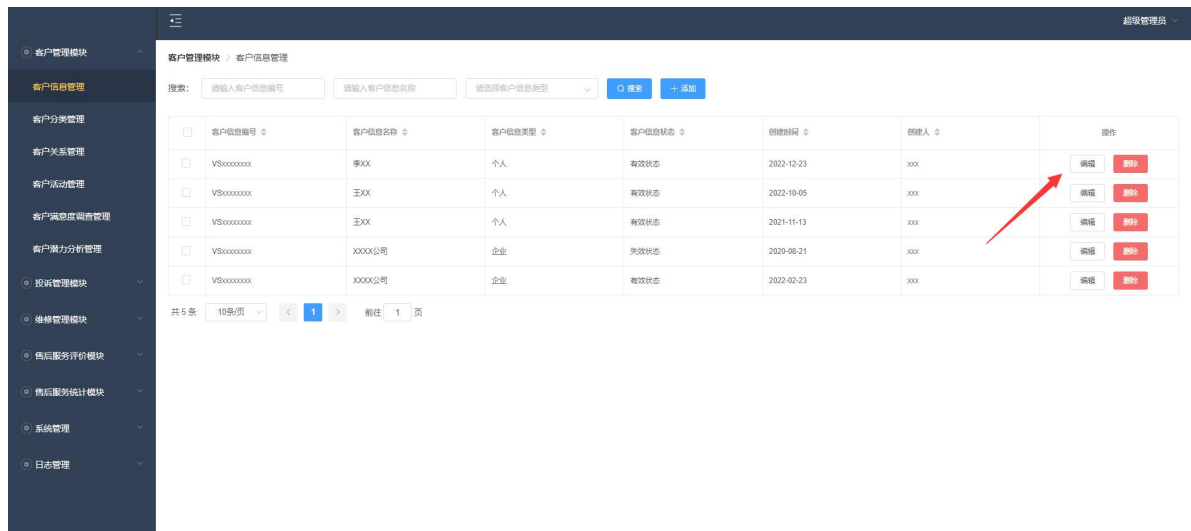 超级管理员
客户管理模块
客户信息管理
客户分类管理
客户关系管理
客户活动管理
客户满意度调查管理
客户潜力分析管理
投诉管理模块
维修管理模块
售后服务评价模块
售后服务统计模块
系统管理
日志管理
客户管理模块 > 客户信息管理
搜索: 请输入客户信息编号 请输入客户信息名称 请选择客户信息类型 搜索 + 添加
客户信息编号 客户信息名称 客户信息类型 客户信息状态 创建时间 创建人 操作
VSxxxxxxxx 李XX 个人 有效状态 2022-12-23 xxx 编辑 删除
VSxxxxxxxx 王XX 个人 有效状态 2022-10-05 xxx 编辑 删除
VSxxxxxxxx 王XX 个人 有效状态 2021-11-13 xxx 编辑 删除
VSxxxxxxxx XXXX公司 企业 失效状态 2020-08-21 xxx 编辑 删除
VSxxxxxxxx XXXX公司 企业 有效状态 2022-02-23 xxx 编辑 删除
共 5 条 10条/页 < 1 > 前往 1 页